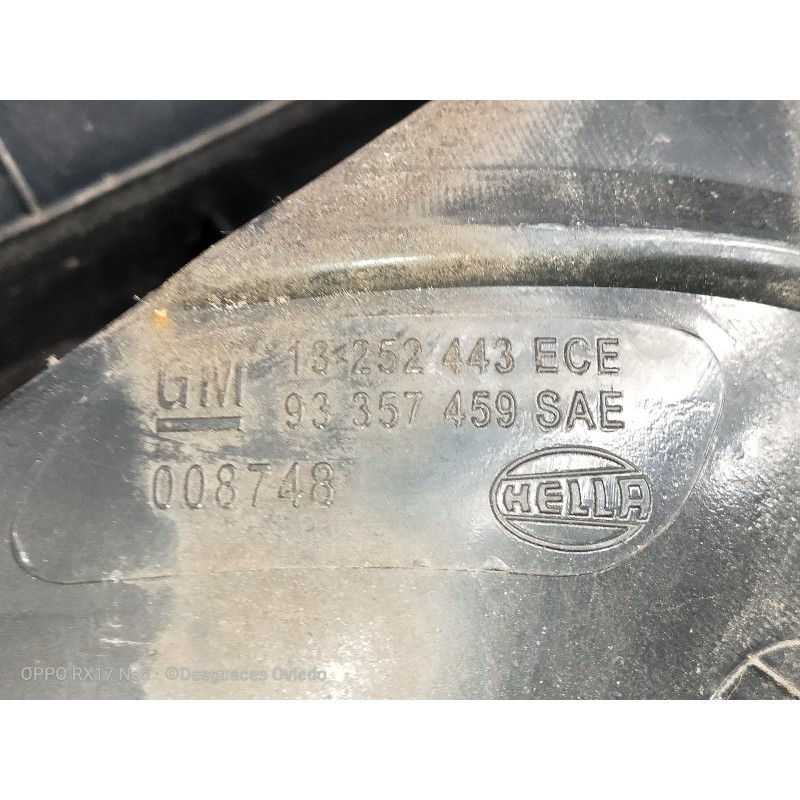 GM 13 252 443 ECE
93 357 459 SAE
008748
HELLA
OPPO RX17 Neo · ©Desguaces Oviedo